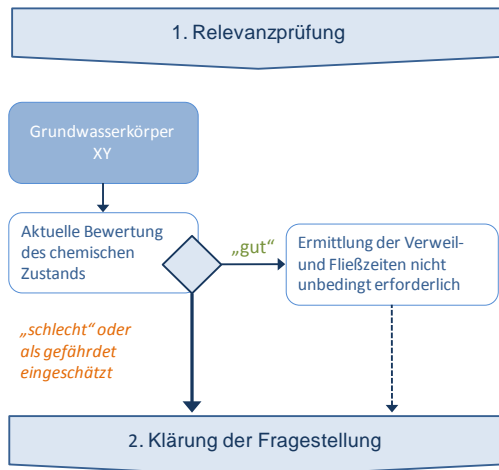 1. Relevanzprüfung
Grundwasserkörper
XY
Aktuelle Bewertung
des chemischen
Zustands
„gut“
Ermittlung der Verweil-
und Fließzeiten nicht
unbedingt erforderlich
„schlecht“ oder
als gefährdet
eingeschätzt
2. Klärung der Fragestellung